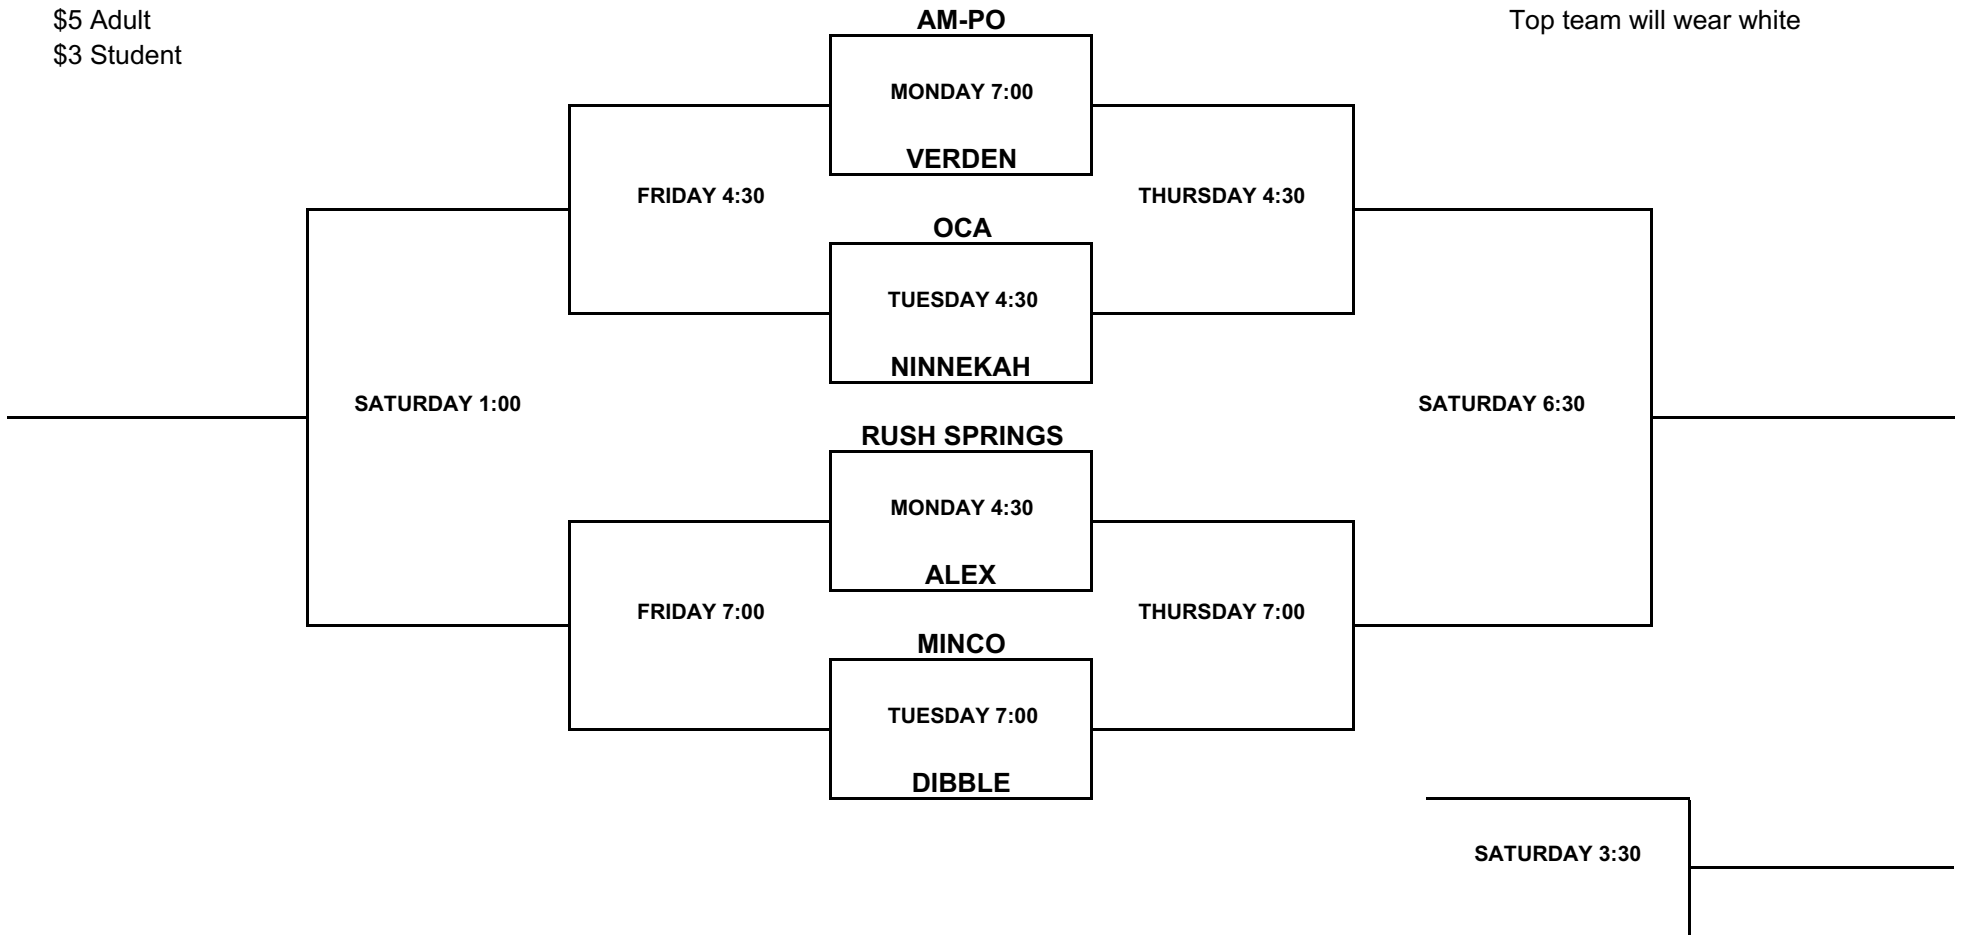 $5 Adult
$3 Student
Top team will wear white
AM-PO
MONDAY 7:00
VERDEN
FRIDAY 4:30
THURSDAY 4:30
OCA
TUESDAY 4:30
NINNEKAH
SATURDAY 1:00
SATURDAY 6:30
RUSH SPRINGS
MONDAY 4:30
ALEX
FRIDAY 7:00
THURSDAY 7:00
MINCO
TUESDAY 7:00
DIBBLE
SATURDAY 3:30